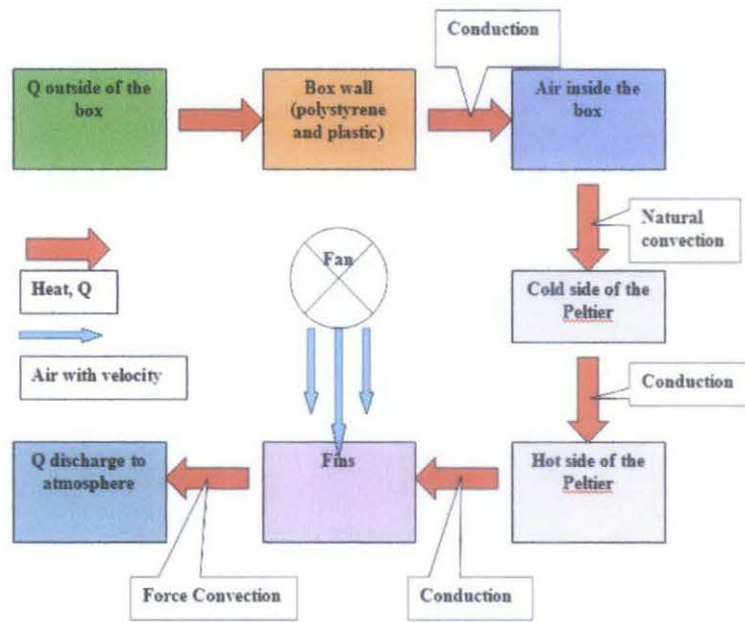 Conduction
Q outside of the
box
Box wall
(polystyrene
and plastic)
Air inside the
box
Natural
convection
Fan
Heat, Q
Cold side of the
Peltier
Air with velocity
Conduction
Q discharge to
atmosphere
Fins
Hot side of the
Peltier
Force Convection
Conduction